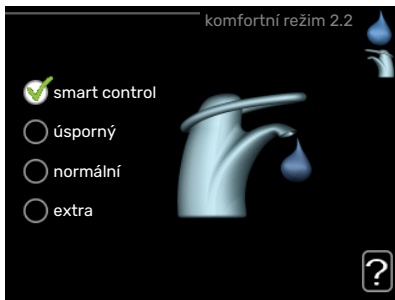 komfortní režim 2.2
smart control
úsporný
normální
extra
?